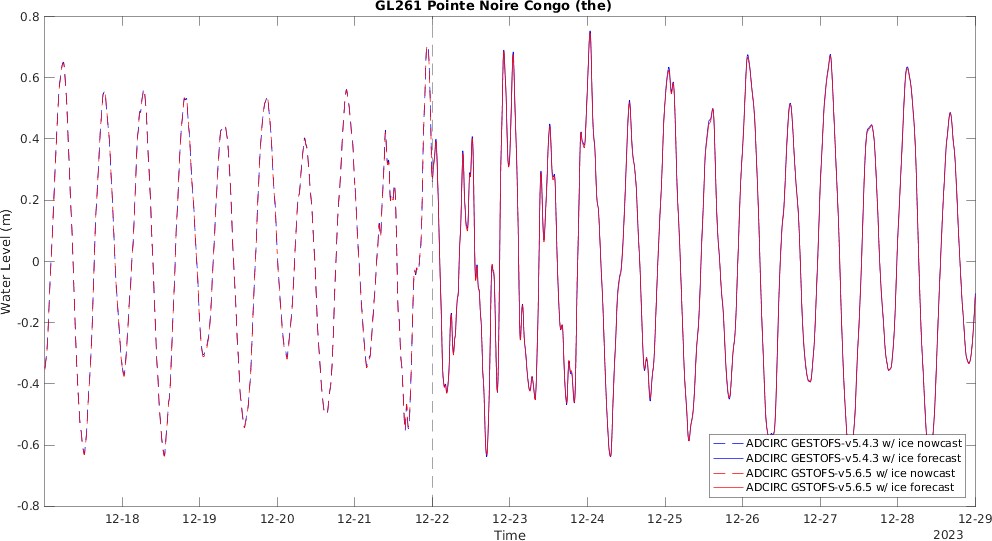 GL261 Pointe Noire Congo (the)
Water Level (m)
0.8
0.6
0.4
0.2
0
-0.2
-0.4
-0.6
-0.8
ADCIRC GESTOFS-v5.4.3 w/ ice nowcast
ADCIRC GESTOFS-v5.4.3 w/ ice forecast
ADCIRC GSTOFS-v5.6.5 w/ ice nowcast
ADCIRC GSTOFS-v5.6.5 w/ ice forecast
12-18 12-19 12-20 12-21 12-22 12-23 12-24 12-25 12-26 12-27 12-28 12-29
Time
2023